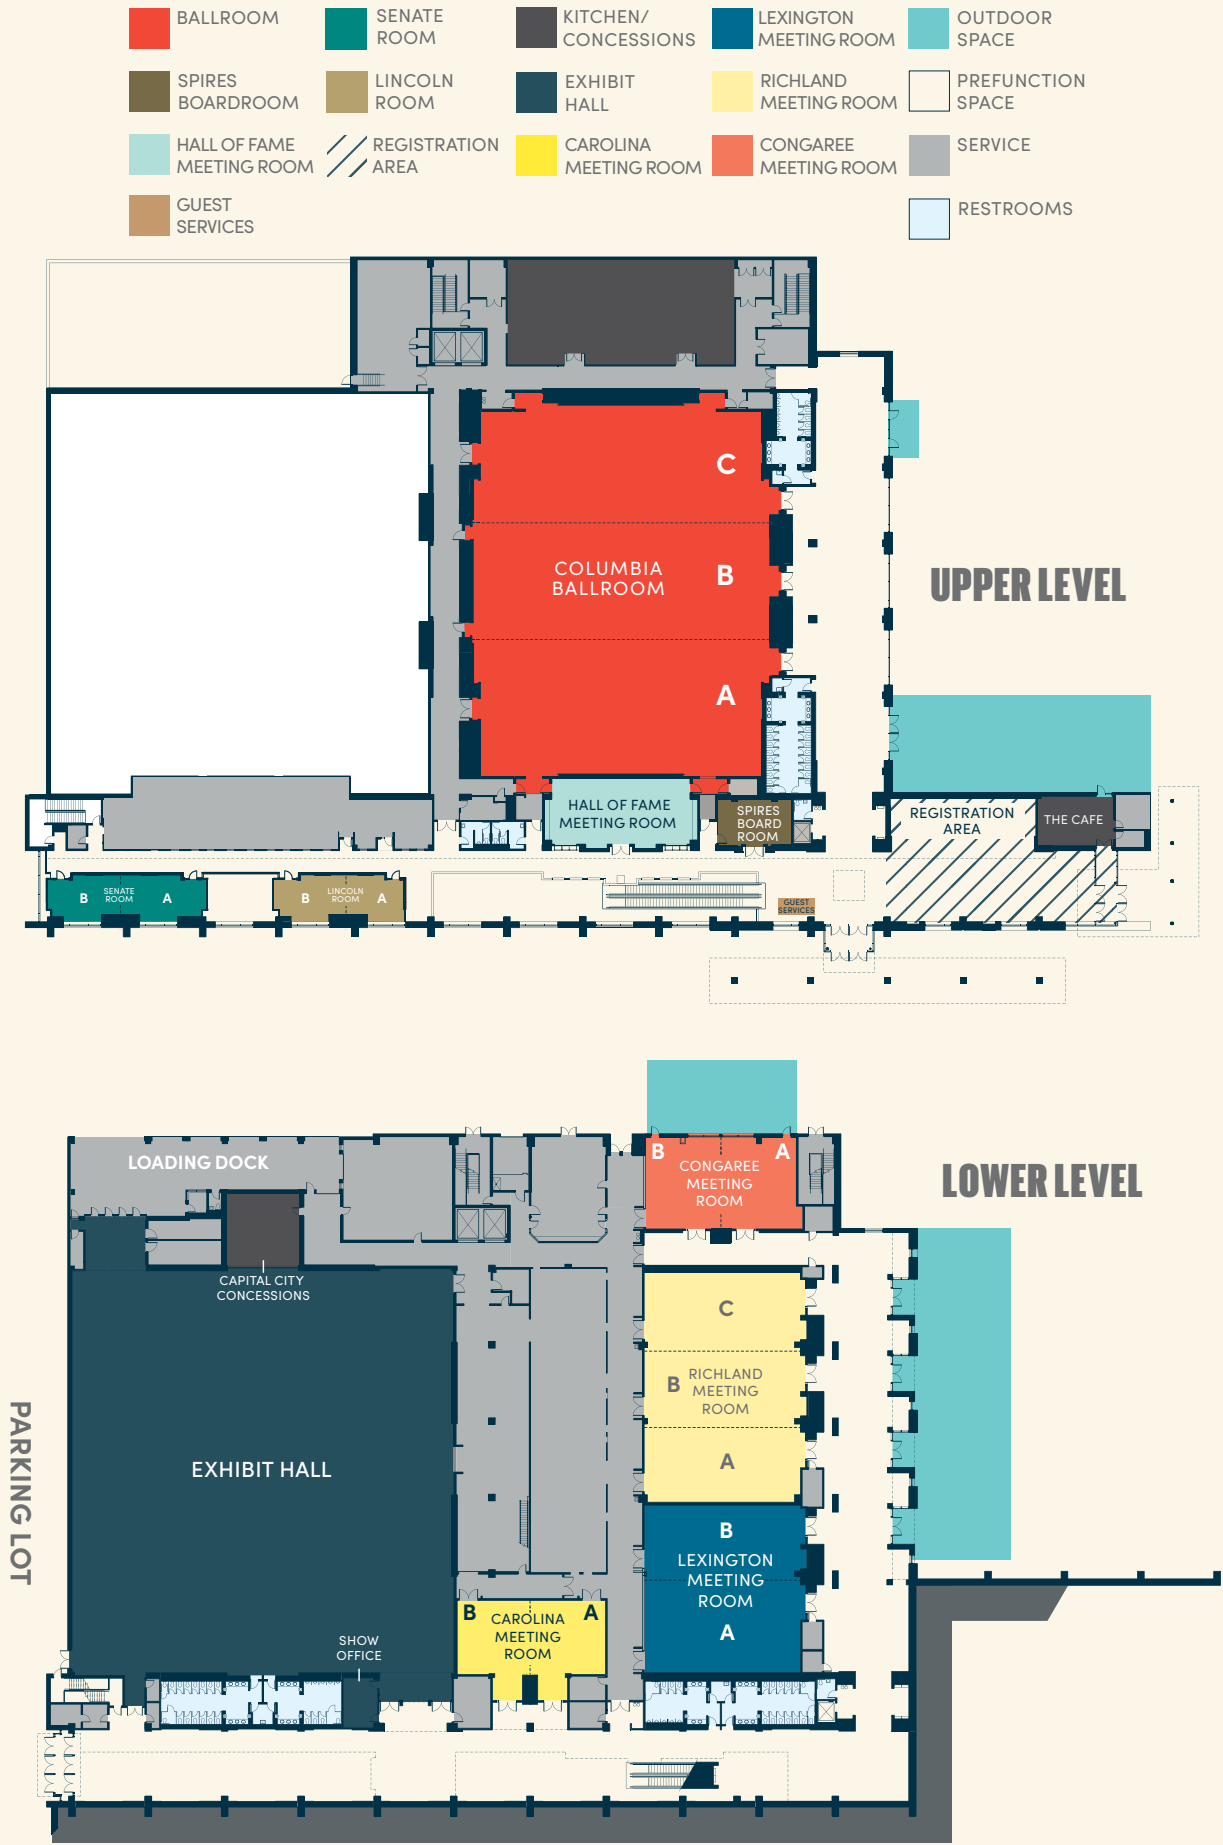 BALLROOM
SENATE
ROOM
KITCHEN/
CONCESSIONS
LEXINGTON
MEETING ROOM
OUTDOOR
SPACE
SPIRES
BOARDROOM
LINCOLN
ROOM
EXHIBIT
HALL
RICHLAND
MEETING ROOM
PREFUNCTION
SPACE
HALL OF FAME
MEETING ROOM
REGISTRATION
AREA
CAROLINA
MEETING ROOM
CONGAREE
MEETING ROOM
SERVICE
GUEST
SERVICES
RESTROOMS
C
COLUMBIA
BALLROOM
B
UPPER LEVEL
A
HALL OF FAME
MEETING ROOM
SPIRES
BOARD
ROOM
REGISTRATION
AREA
THE CAFE
B
SENATE
ROOM
A
B
LINCOLN
ROOM
A
GUEST
SERVICES
LOADING DOCK
B
A
CONGAREE
MEETING
ROOM
LOWER LEVEL
CAPITAL CITY
CONCESSIONS
C
B
RICHLAND
MEETING
ROOM
A
PARKING LOT
EXHIBIT HALL
B
LEXINGTON
MEETING
ROOM
A
B
A
CAROLINA
MEETING
ROOM
SHOW
OFFICE